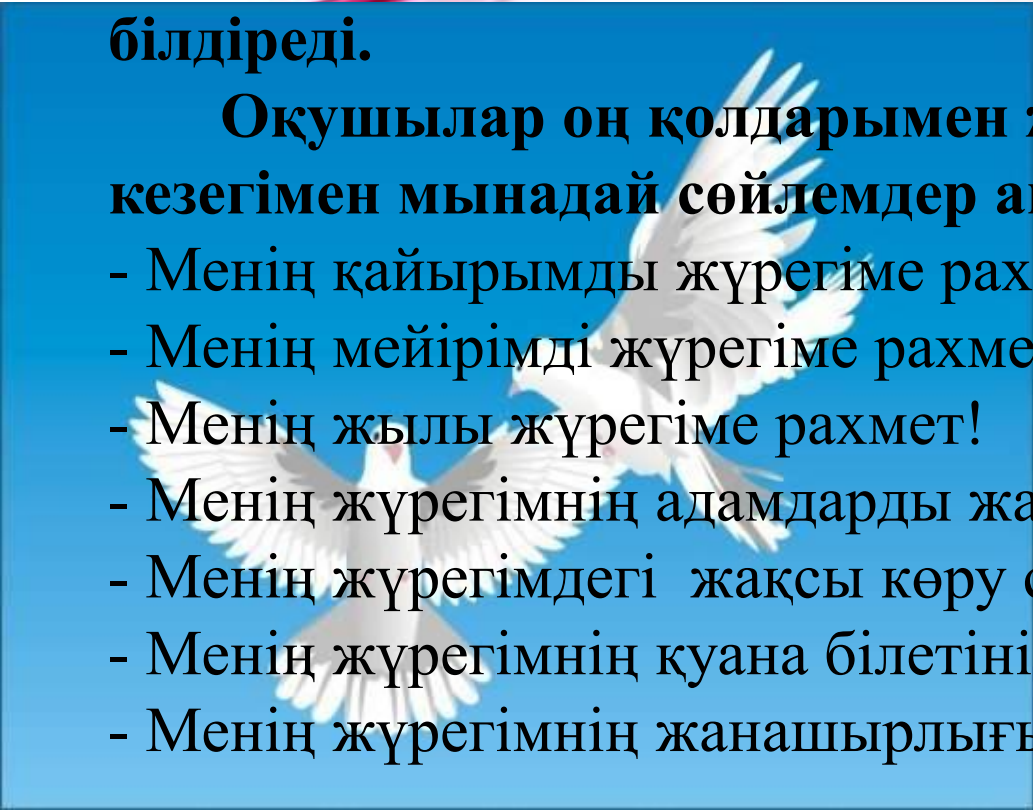 білдіреді.
Оқушылар оң қолдарымен
кезегімен мынадай сөйлемдер
- Менің қайырымды жүрегіме
- Менің мейірімді жүрегіме
- Менің жылы жүрегіме рахмет!
- Менің жүрегімнің адамдарды
- Менің жүрегімдегі жақсы көру
- Менің жүрегімнің қуана
- Менің жүрегімнің